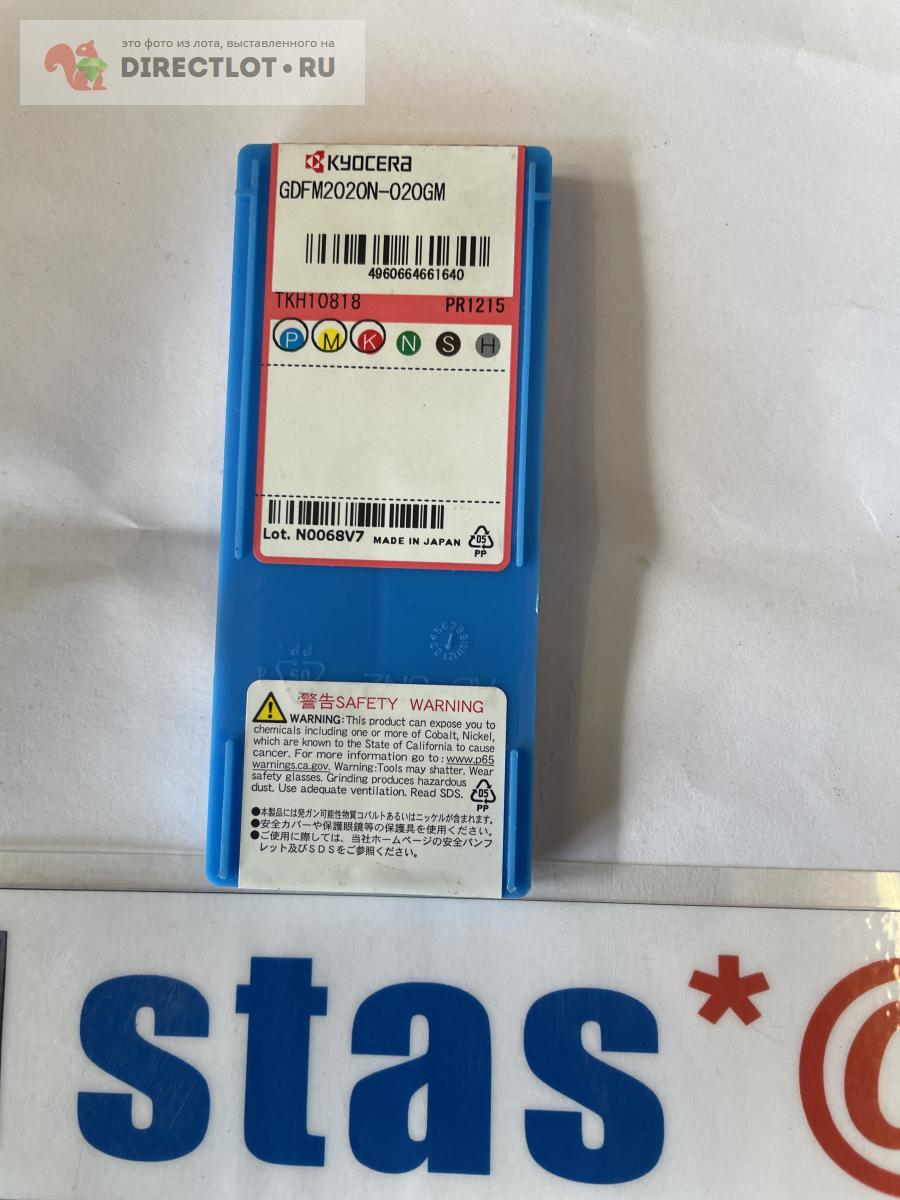 это фото из лота, выставленного на
DIRECTLOT•RU
KYOCERA
GDFM2020N-020GM
4960664661640
TKH10818 PR1215
P M K N S H
Lot. N0068V7 MADE IN JAPAN 05
PP
警告SAFETY WARNING
WARNING:This product can expose you to
chemicals including one or more of Cobalt, Nickel,
which are known to the State of California to cause
cancer. For more information go to : www.p65
warnings.ca.gov. Warning:Tools may shatter. Wear
safety glasses. Grinding produces hazardous
dust. Use adequate ventilation. Read SDS. 05
PP
●本製品には発ガン可能性物質コバルトあるいはニッケルが含まれます。
●安全カバーや保護眼鏡等の保護具を使用ください。
●ご使用に際しては、当社ホームページの安全パンフ
レット及びSDSをご参照ください。
stas*